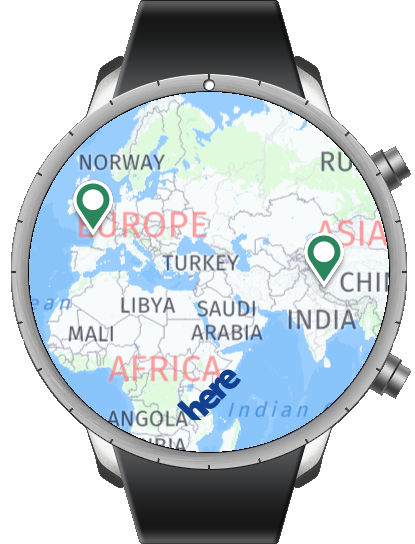 NORWAY
RU
EUROPE
ASIA
TURKEY
CHI
ean
LIBYA
SAUDI
ARABIA
INDIA
MALI
AFRICA
here
Indian
ANGOLA